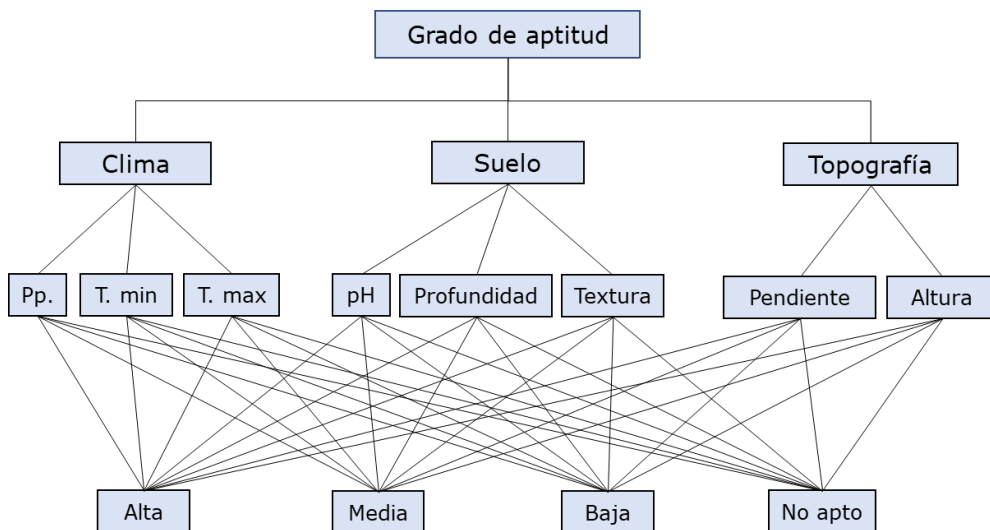 Grado de aptitud
Clima
Suelo
Topografía
Pp.
T. min
T. max
pH
Profundidad
Textura
Pendiente
Altura
Alta
Media
Baja
No apto